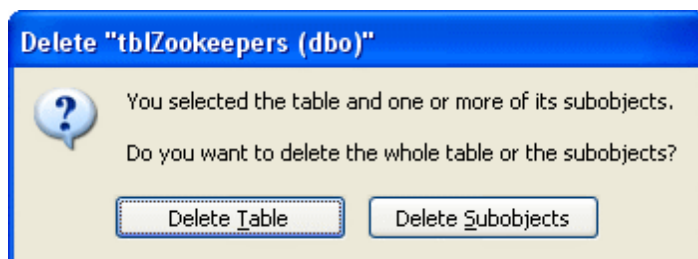 Delete "tblZookeepers (dbo)"
You selected the table and one or more of its subobjects.
Do you want to delete the whole table or the subobjects?
Delete Table
Delete Subobjects